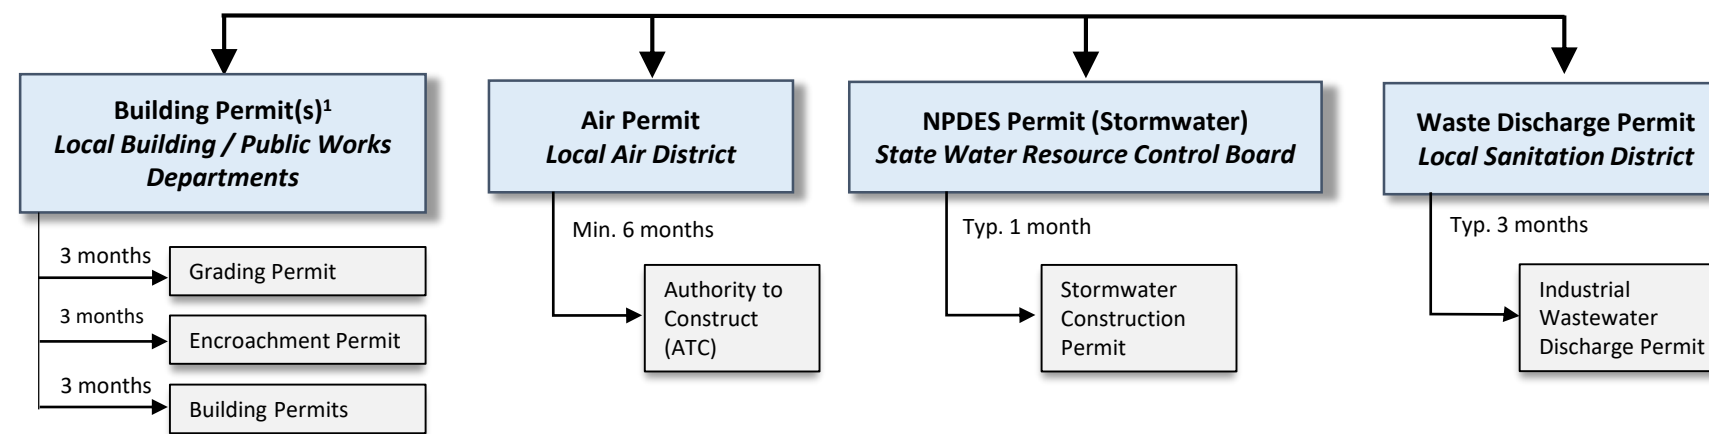 Building Permit(s)1
Local Building / Public Works
Departments
3 months
Grading Permit
3 months
Encroachment Permit
3 months
Building Permits
Air Permit
Local Air District
Min. 6 months
Authority to
Construct
(ATC)
NPDES Permit (Stormwater)
State Water Resource Control Board
Typ. 1 month
Stormwater
Construction
Permit
Waste Discharge Permit
Local Sanitation District
Typ. 3 months
Industrial
Wastewater
Discharge Permit